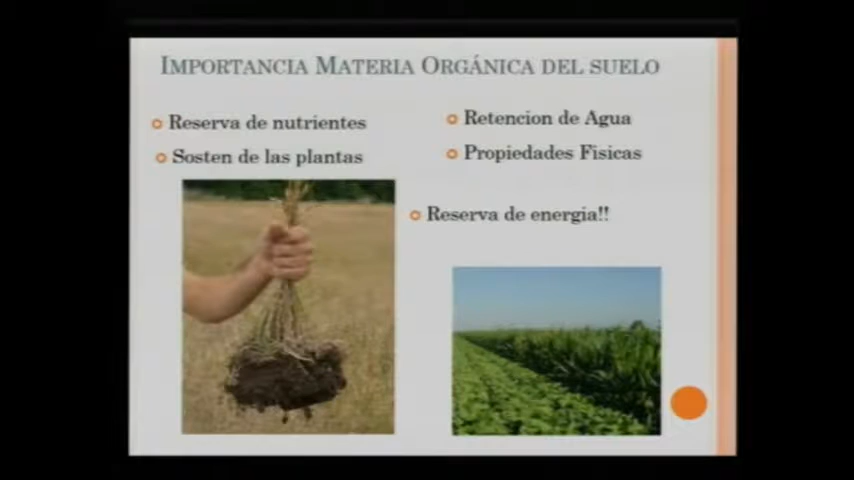 IMPORTANCIA MATERIA ORGÁNICA DEL SUELO
Reserva de nutrientes
Sosten de las plantas
Retencion de Agua
Propiedades Fisicas
Reserva de energia!!